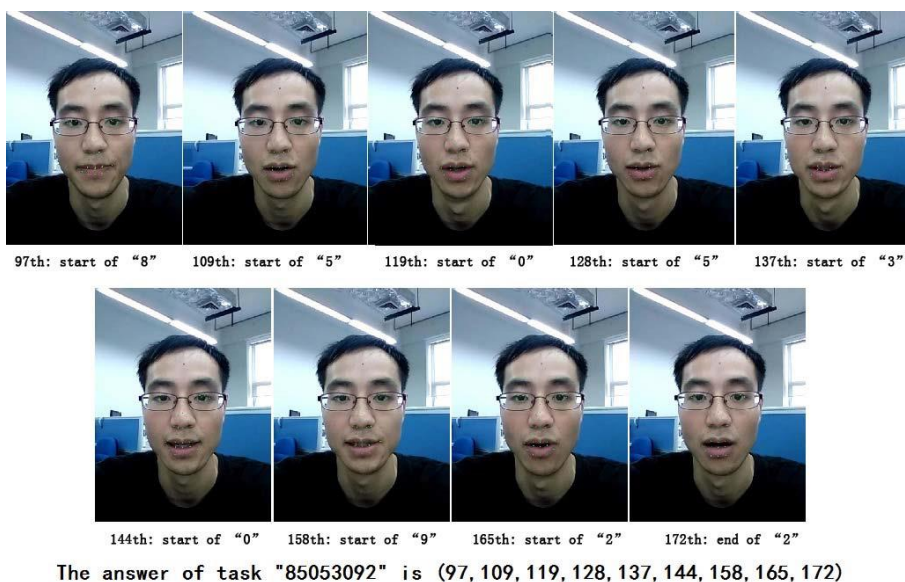 97th: start of “8” 109th: start of “5” 119th: start of “0” 128th: start of “5” 137th: start of “3”
144th: start of “0” 158th: start of “9” 165th: start of “2” 172th: end of “2”
The answer of task "85053092" is (97,109,119,128,137,144,158,165,172)